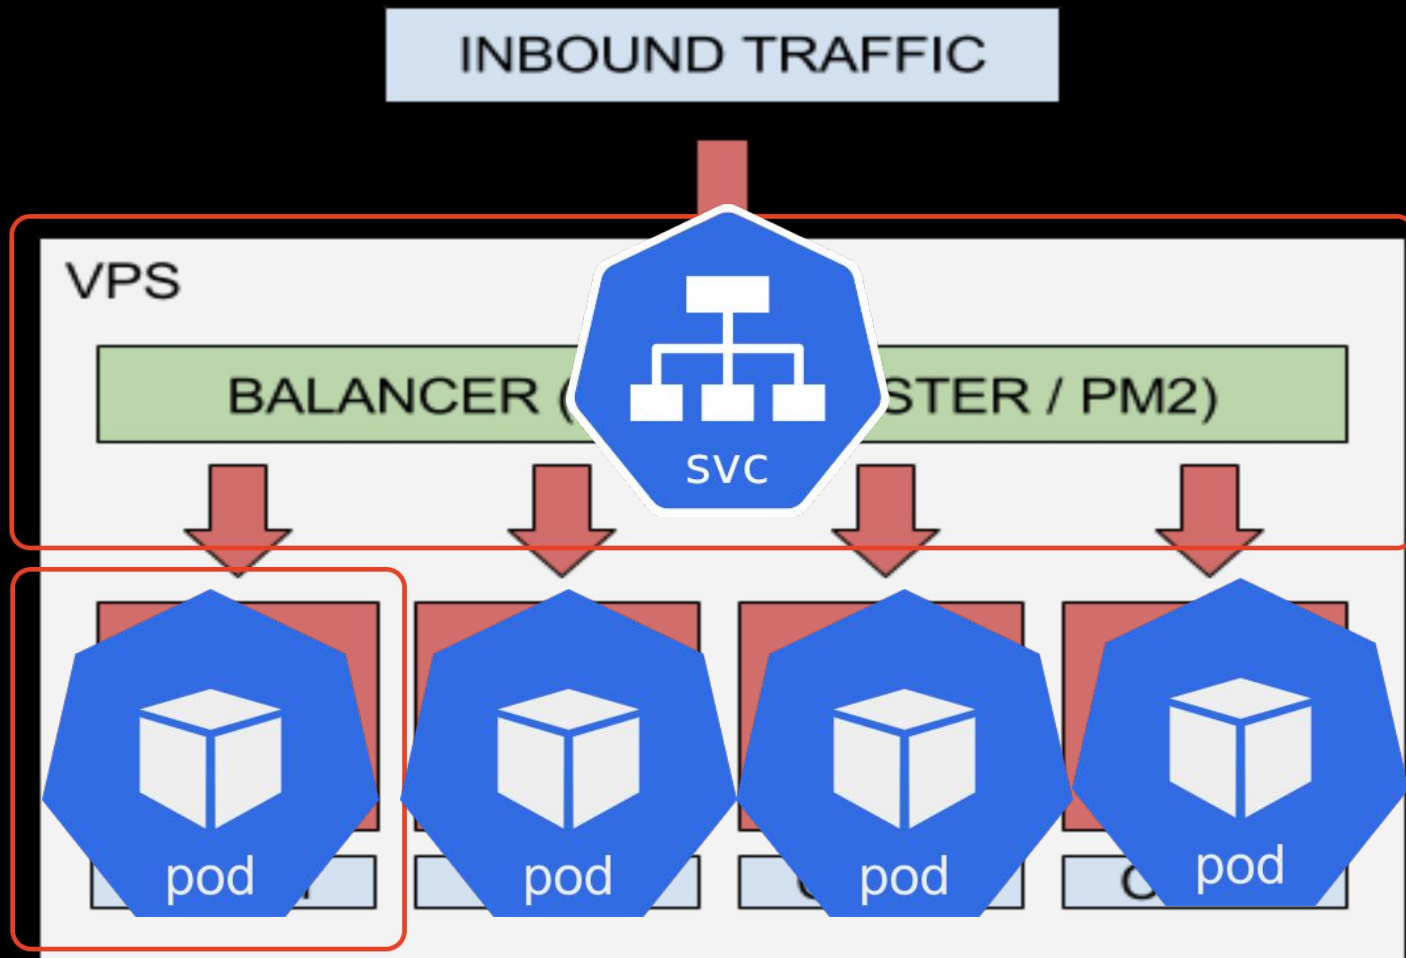 INBOUND TRAFFIC
VPS
BALANCER ( STER / PM2)
svc
pod pod pod pod